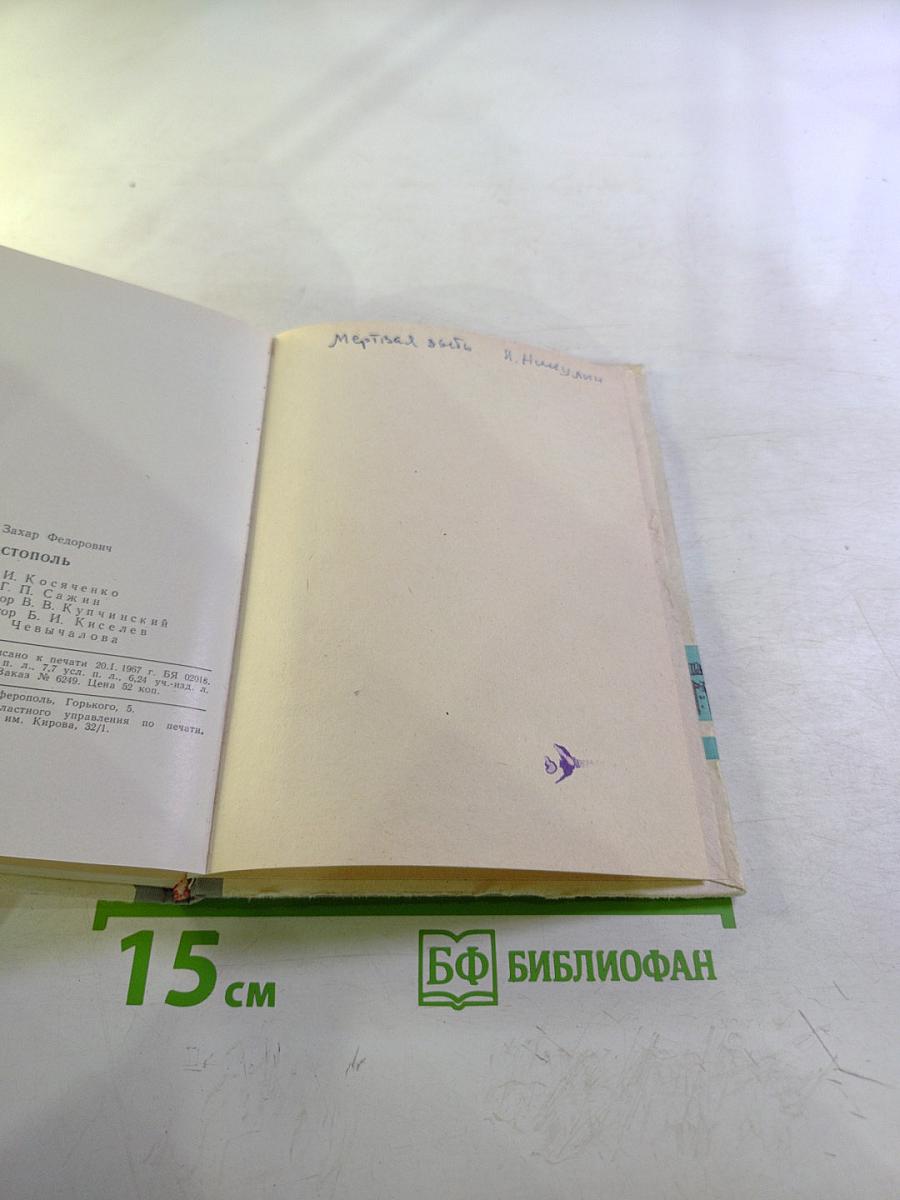 Захар Федорович
СТОПОЛЬ
И. Косяченко
Г. П. Сажин
ор В. В. Купчинский
ор Б. И. Киселев
Чевычалова
исано к печати 20.I. 1967 г. БЯ 02018.
п. л., 7,7 усл. п. л., 6,24 уч.-изд. л.
Заказ № 6249. Цена 52 коп.
ферополь, Горького, 5.
ластного управления по печати,
им. Кирова, 32/1.
Мертвая зыбь Н. Никулин
15 см
БФ БИБЛИОФАН